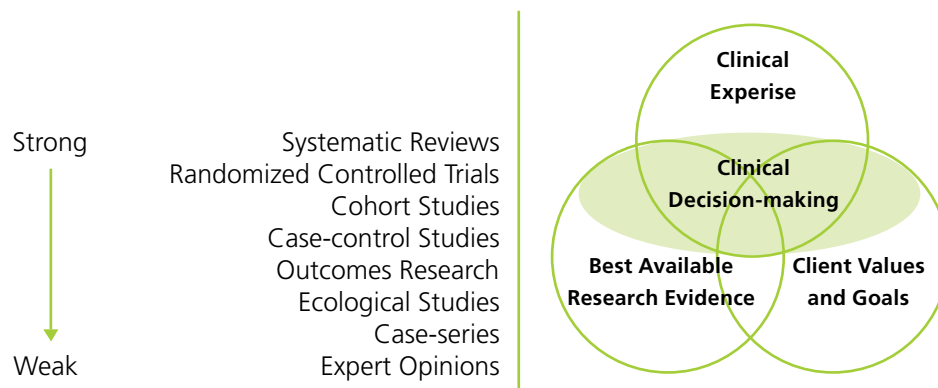 Strong
Systematic Reviews
Randomized Controlled Trials
Cohort Studies
Case-control Studies
Outcomes Research
Ecological Studies
Case-series
Weak
Expert Opinions
Clinical
Experise
Clinical
Decision-making
Best Available
Research Evidence
Client Values
and Goals